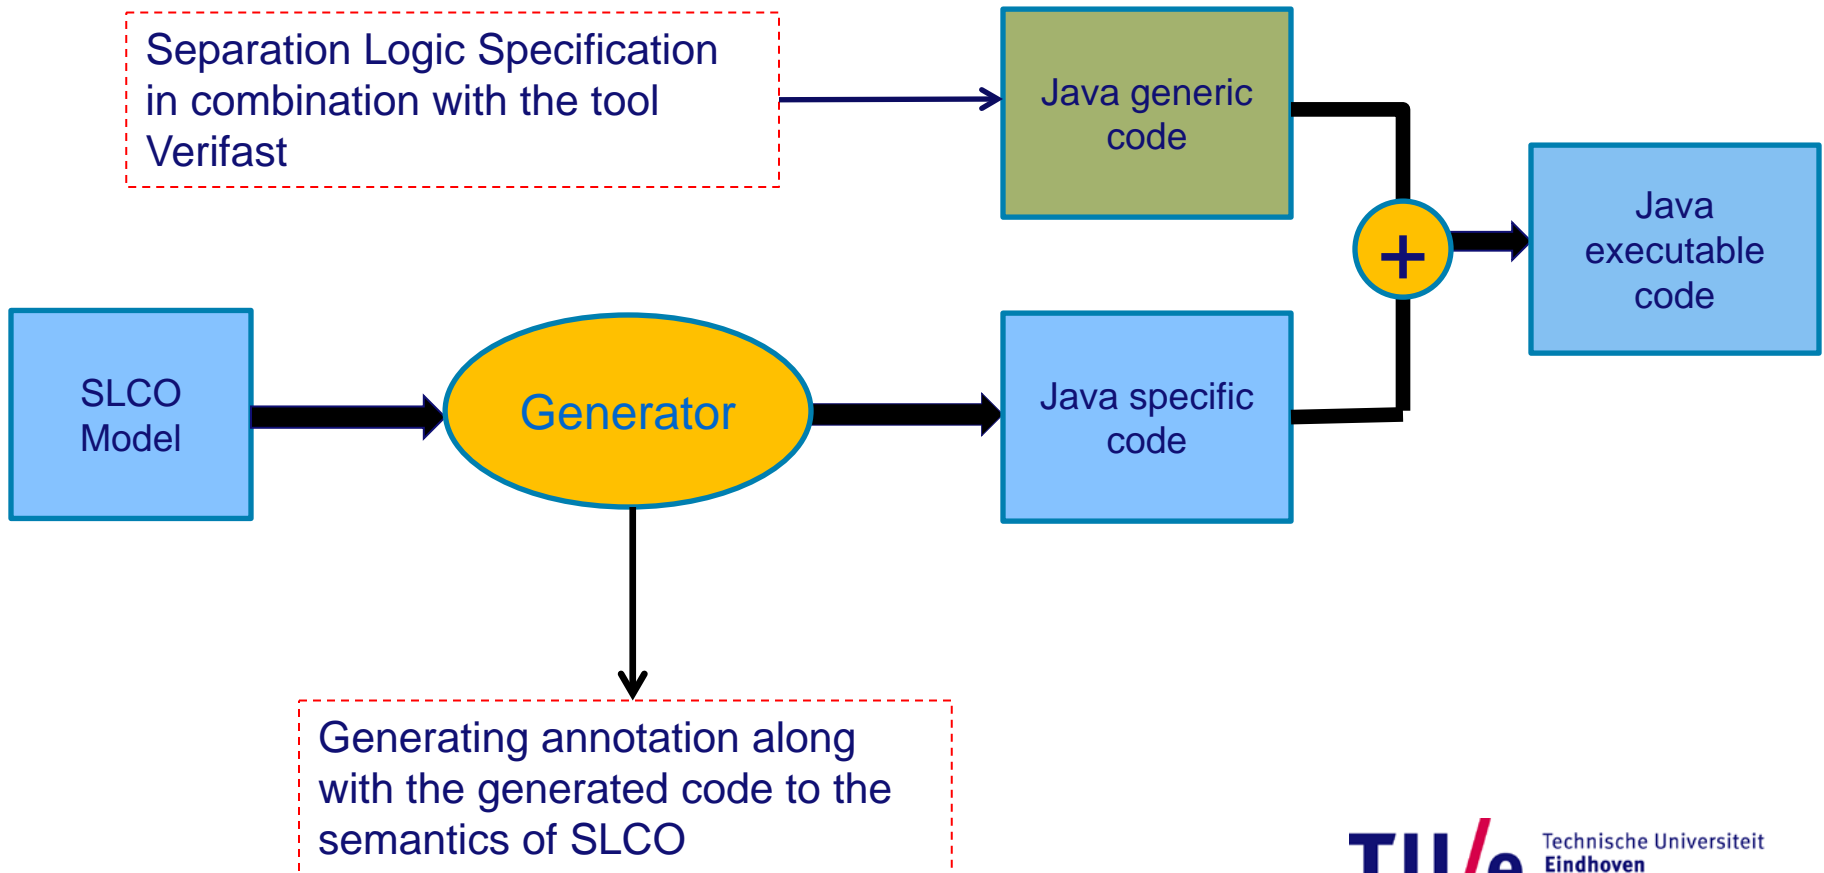 Separation Logic Specification
in combination with the tool
Verifast
Java generic
code
Java
executable
code
+
SLCO
Model
Generator
Java specific
code
Generating annotation along
with the generated code to the
semantics of SLCO
TU/e
Technische Universiteit
Eindhoven